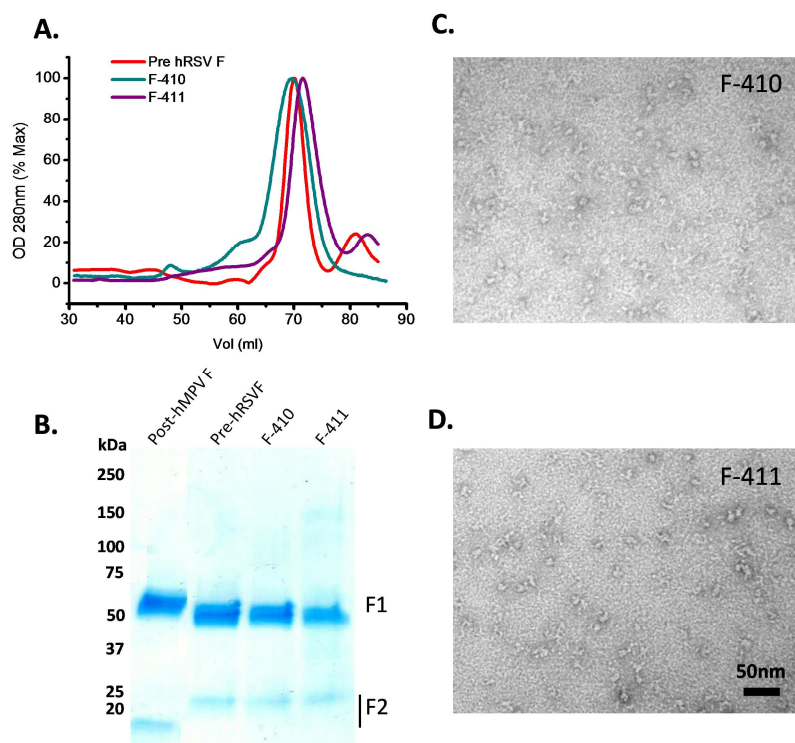 A.
Pre hRSV F
F-410
F-411
OD 280nm (% Max)
100
80
60
40
20
0
30 40 50 60 70 80 90
Vol (ml)
B.
Post-hMPV F
Pre-hRSVF
F-410
F-411
kDa
250
150
100
75
50
37
25
20
F1
F2
C.
F-410
D.
F-411
50nm